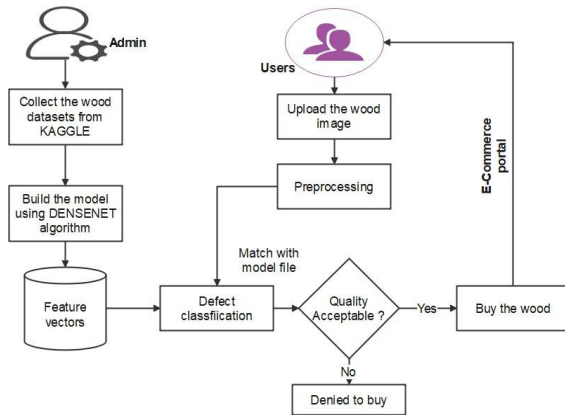 Admin
Collect the wood
datasets from
KAGGLE
Build the model
using DENSENET
algorithm
Feature
vectors
Users
Upload the wood
image
Preprocessing
Match with
model file
Defect
classfiication
Quality
Acceptable ?
Yes
No
Denied to buy
Buy the wood
E-Commerce
portal